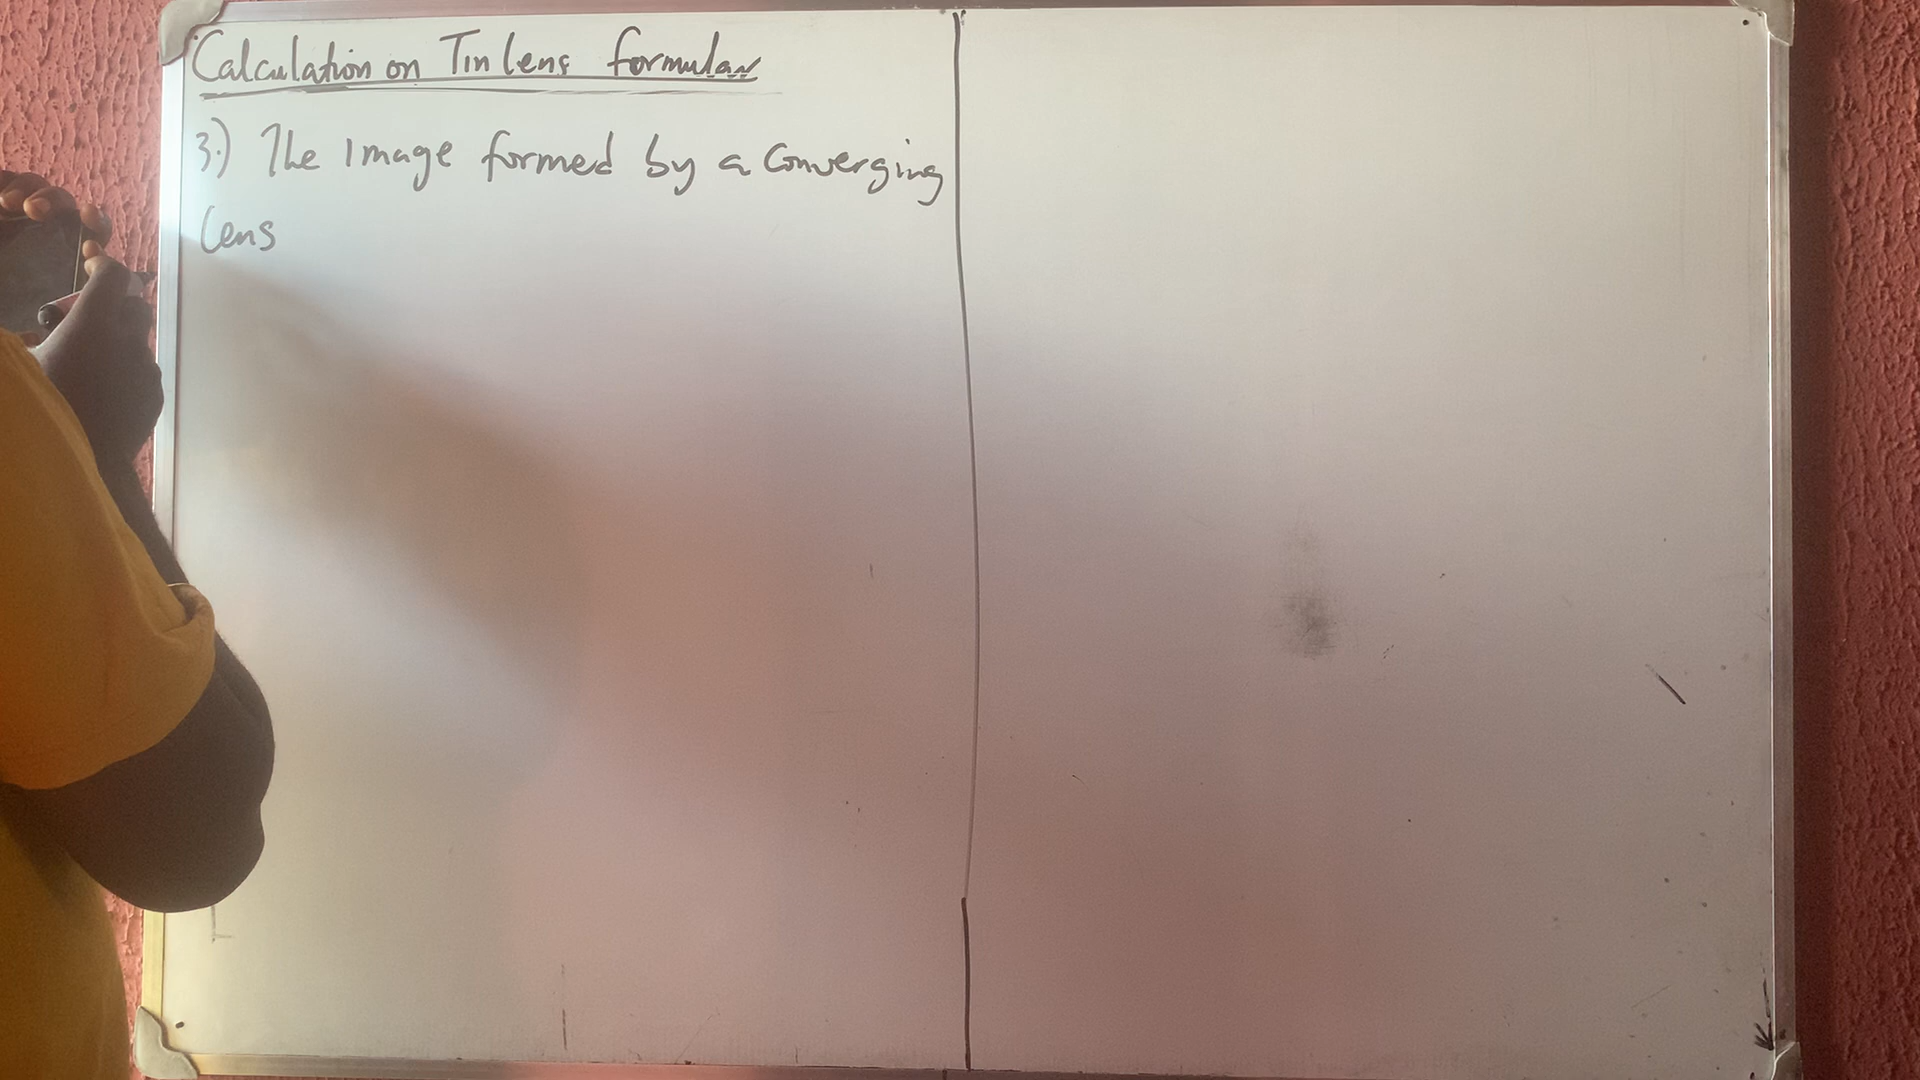 Calculation on Tin lens formular
3.) The image formed by a Converging
lens